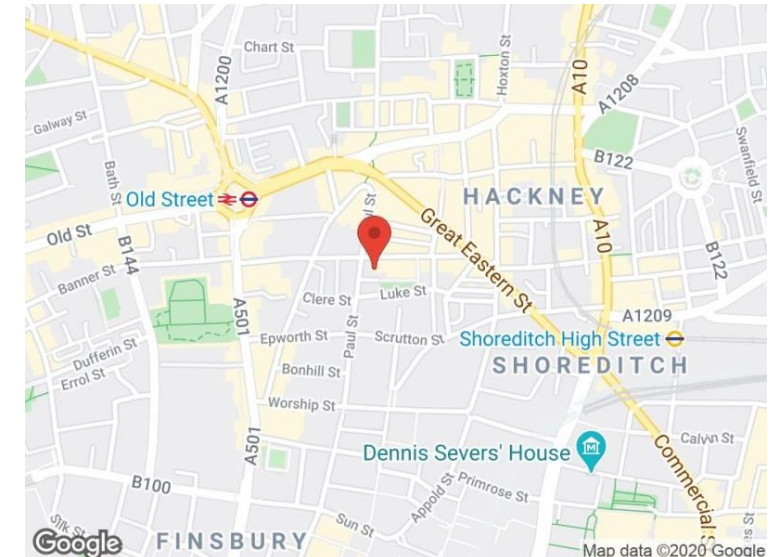 Chart St
A1200
Hoxton St
A10
A1208
Galway St
Bath St
B122
Swanfield St
Old Street
HACKNEY
Old St
Great Eastern St
A10
B122
B144
Banner St
Clere St
Luke St
A501
A1209
Paul St
Epworth St
Scrutton St
Shoreditch High Street
Dufferin St
Errol St
Bonhill St
SHOREDITCH
Worship St
A501
Dennis Severs' House
Calvin St
Commercial
B100
Appold St
Primrose St
Silk St
Sun St
FINSBURY
Google
Map data ©2020 Google